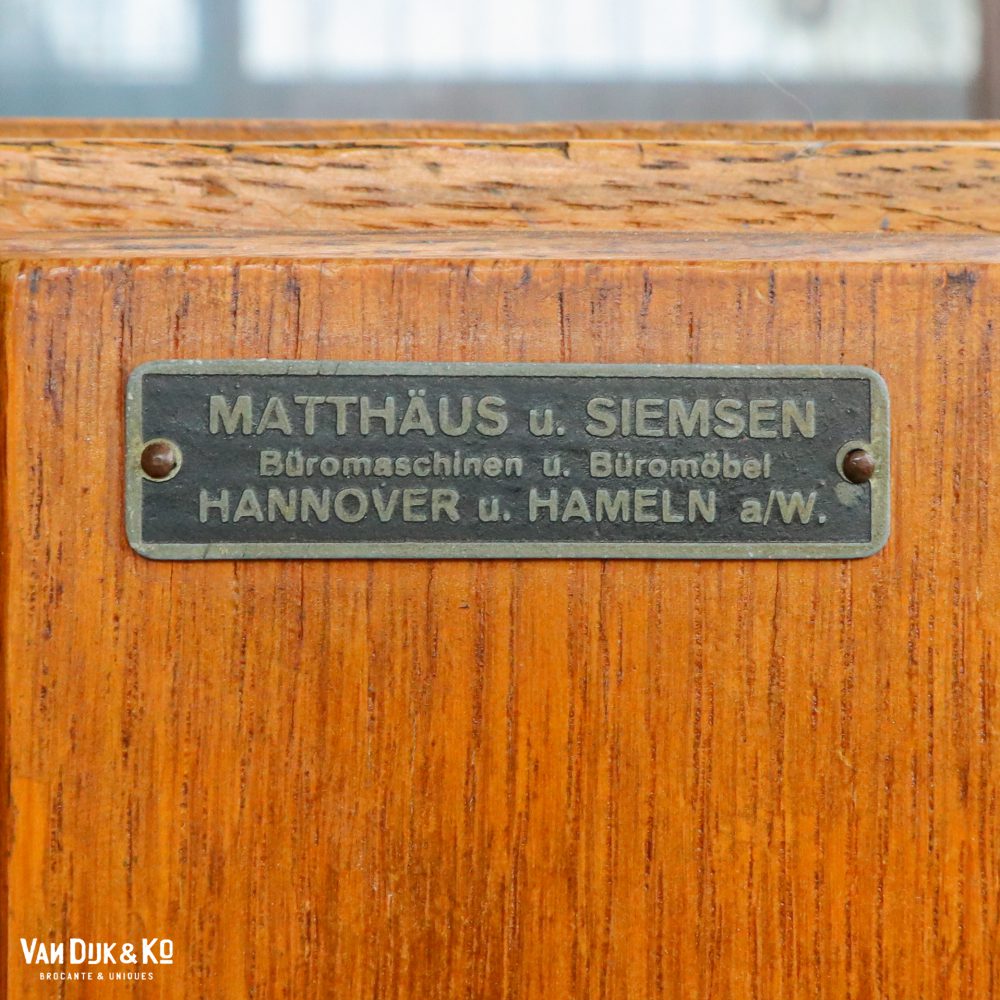 MATTHÄUS u. SIEMSEN
Büromaschinen u. Büromöbel
HANNOVER u. HAMELN a/W.
VAN DIJK & KO
BROCANTE & UNIQUES